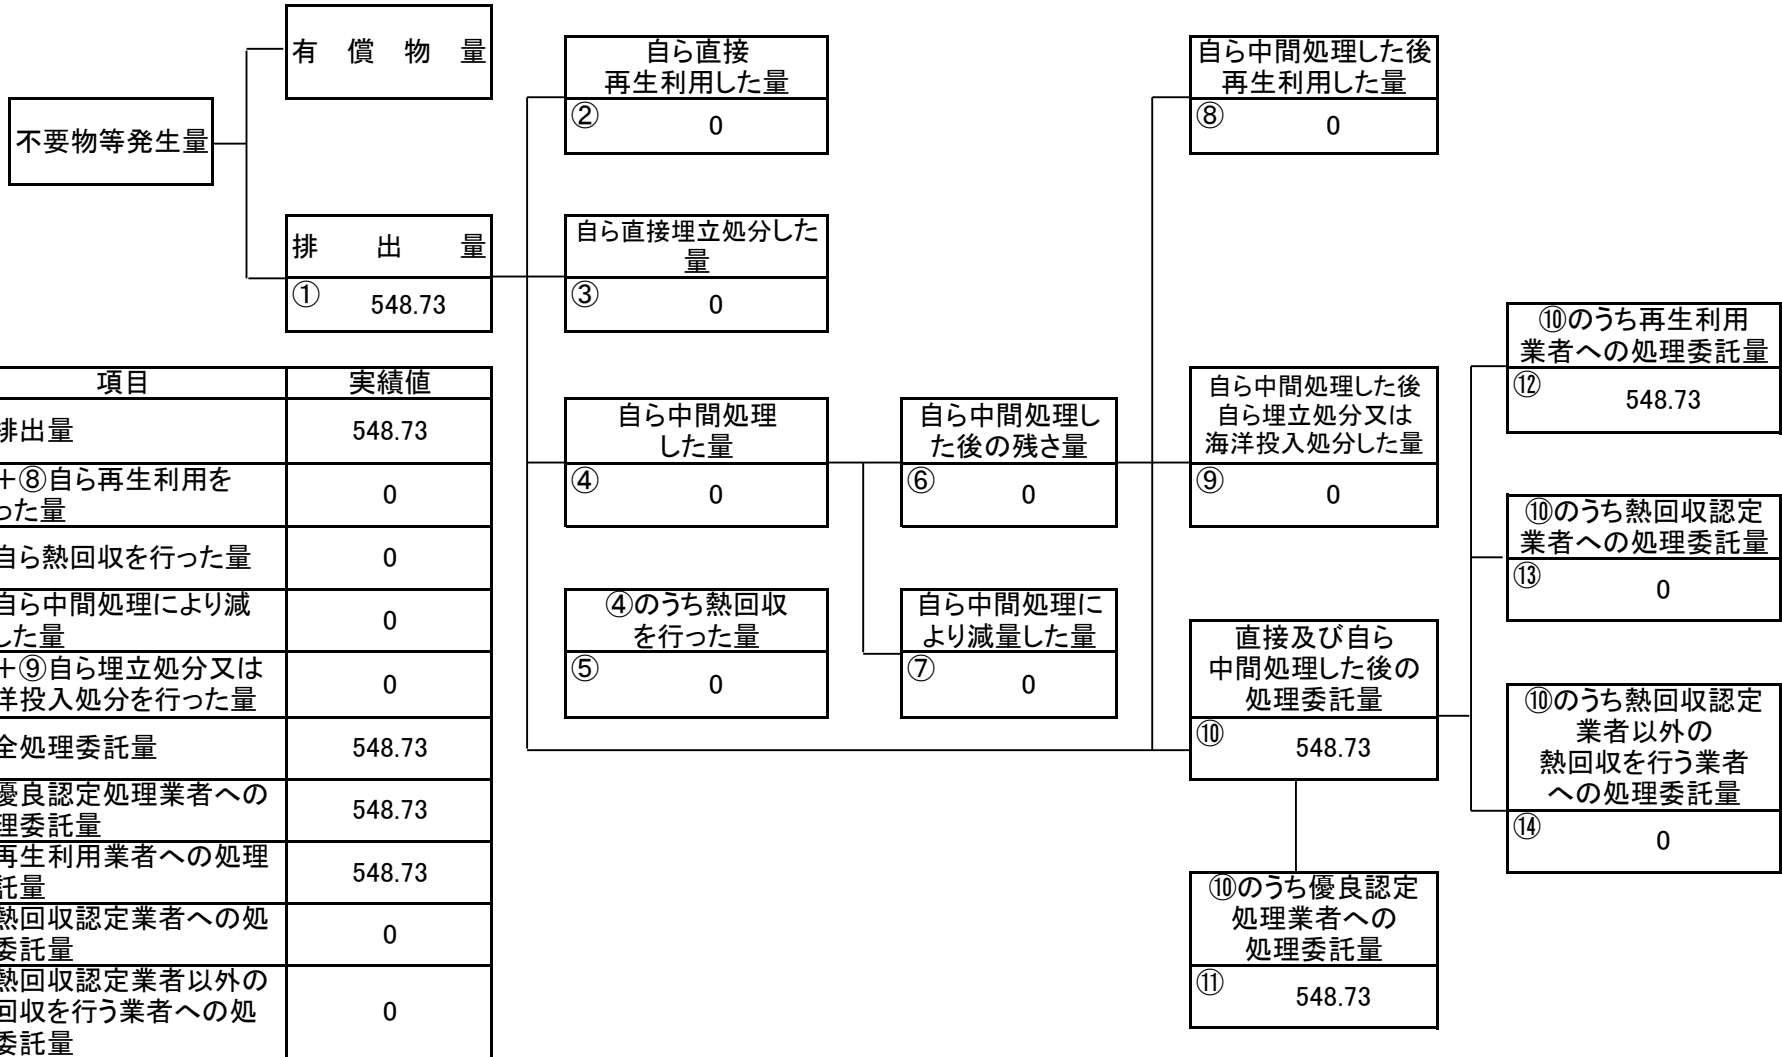 有 償 物 量
不要物等発生量
排 出 量
① 548.73
自ら直接
再生利用した量
② 0
自ら直接埋立処分した
量
③ 0
自ら中間処理
した量
④ 0
④のうち熱回収
を行った量
⑤ 0
自ら中間処理し
た後の残さ量
⑥ 0
自ら中間処理に
より減量した量
⑦ 0
自ら中間処理した後
再生利用した量
⑧ 0
自ら中間処理した後
自ら埋立処分又は
海洋投入処分した量
⑨ 0
直接及び自ら
中間処理した後の
処理委託量
⑩ 548.73
⑩のうち優良認定
処理業者への
処理委託量
⑪ 548.73
⑩のうち再生利用
業者への処理委託量
⑫ 548.73
⑩のうち熱回収認定
業者への処理委託量
⑬ 0
⑩のうち熱回収認定
業者以外の
熱回収を行う業者
への処理委託量
⑭ 0
項目 実績値
排出量 548.73
+⑧自ら再生利用を
った量 0
自ら熱回収を行った量 0
自ら中間処理により減
した量 0
+⑨自ら埋立処分又は
洋投入処分を行った量 0
全処理委託量 548.73
優良認定処理業者への
理委託量 548.73
再生利用業者への処理
託量 548.73
熱回収認定業者への処
委託量 0
熱回収認定業者以外の
回収を行う業者への処
委託量 0